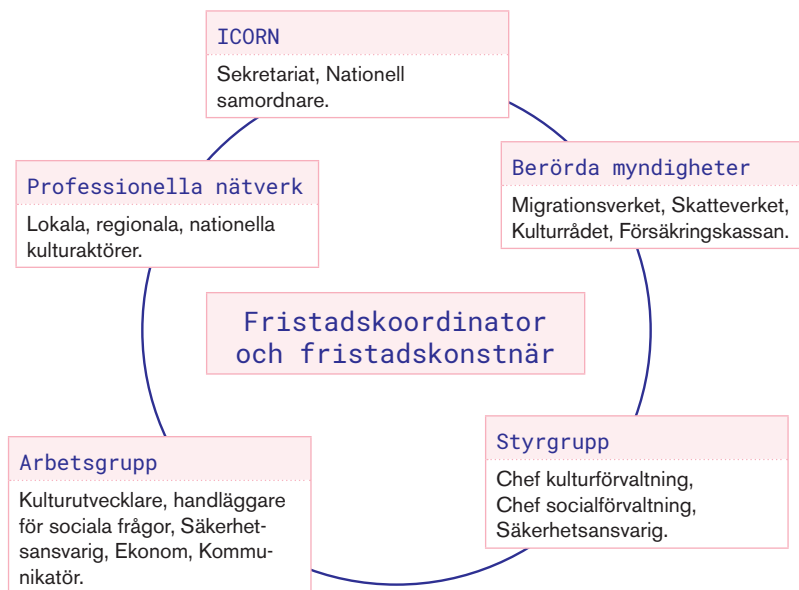 ICORN
Sekretariat, Nationell
samordnare.
Berörda myndigheter
Migrationsverket, Skatteverket,
Kulturrådet, Försäkringskassan.
Professionella nätverk
Lokala, regionala, nationella
kulturaktörer.
Fristadskoordinator
och fristadskonstnär
Styrgrupp
Chef kulturförvaltning,
Chef socialförvaltning,
Säkerhetsansvarig.
Arbetsgrupp
Kulturutvecklare, handläggare
för sociala frågor, Säkerhet-
sansvarig, Ekonom, Kommu-
nikatör.